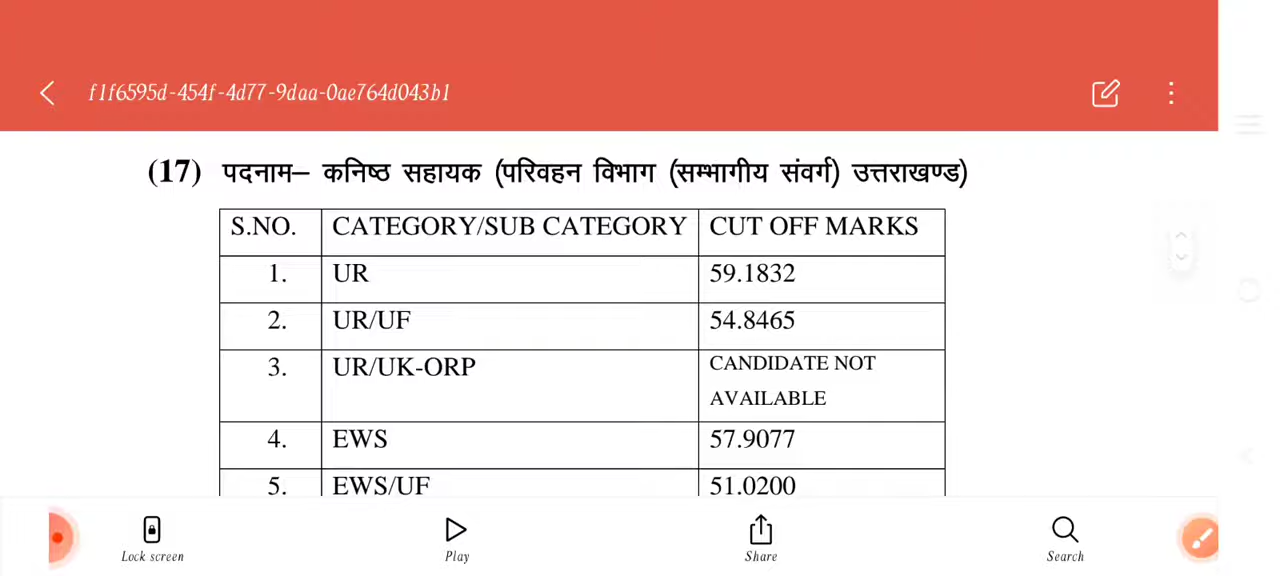 f1f6595d-454f-4d77-9daa-0ae764d043b1
(17) पदनाम– कनिष्ठ सहायक (परिवहन विभाग (सम्भागीय संवर्ग) उत्तराखण्ड)
S.NO. CATEGORY/SUB CATEGORY CUT OFF MARKS
1. UR 59.1832
2. UR/UF 54.8465
3. UR/UK-ORP CANDIDATE NOT
AVAILABLE
4. EWS 57.9077
5. EWS/UF 51.0200
Lock screen Play Share Search